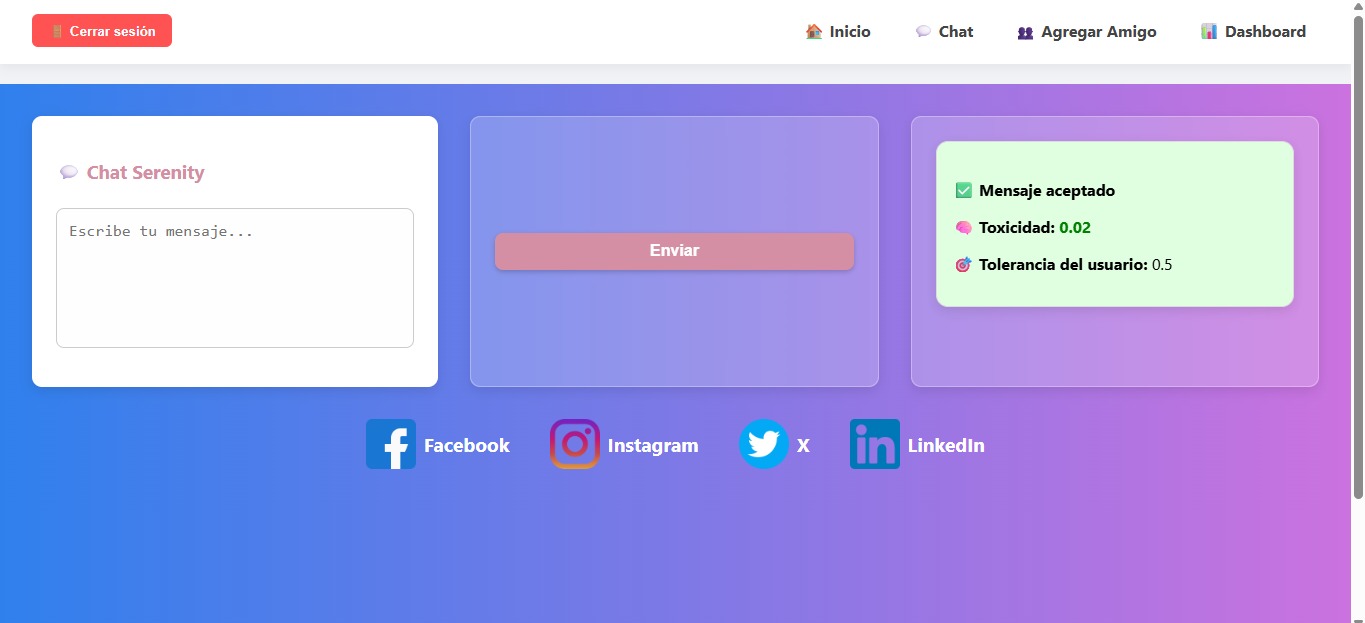 Cerrar sesión
Inicio
Chat
Agregar Amigo
Dashboard
Chat Serenity
Escribe tu mensaje...
Enviar
Mensaje aceptado
Toxicidad: 0.02
Tolerancia del usuario: 0.5
Facebook
Instagram
X
LinkedIn